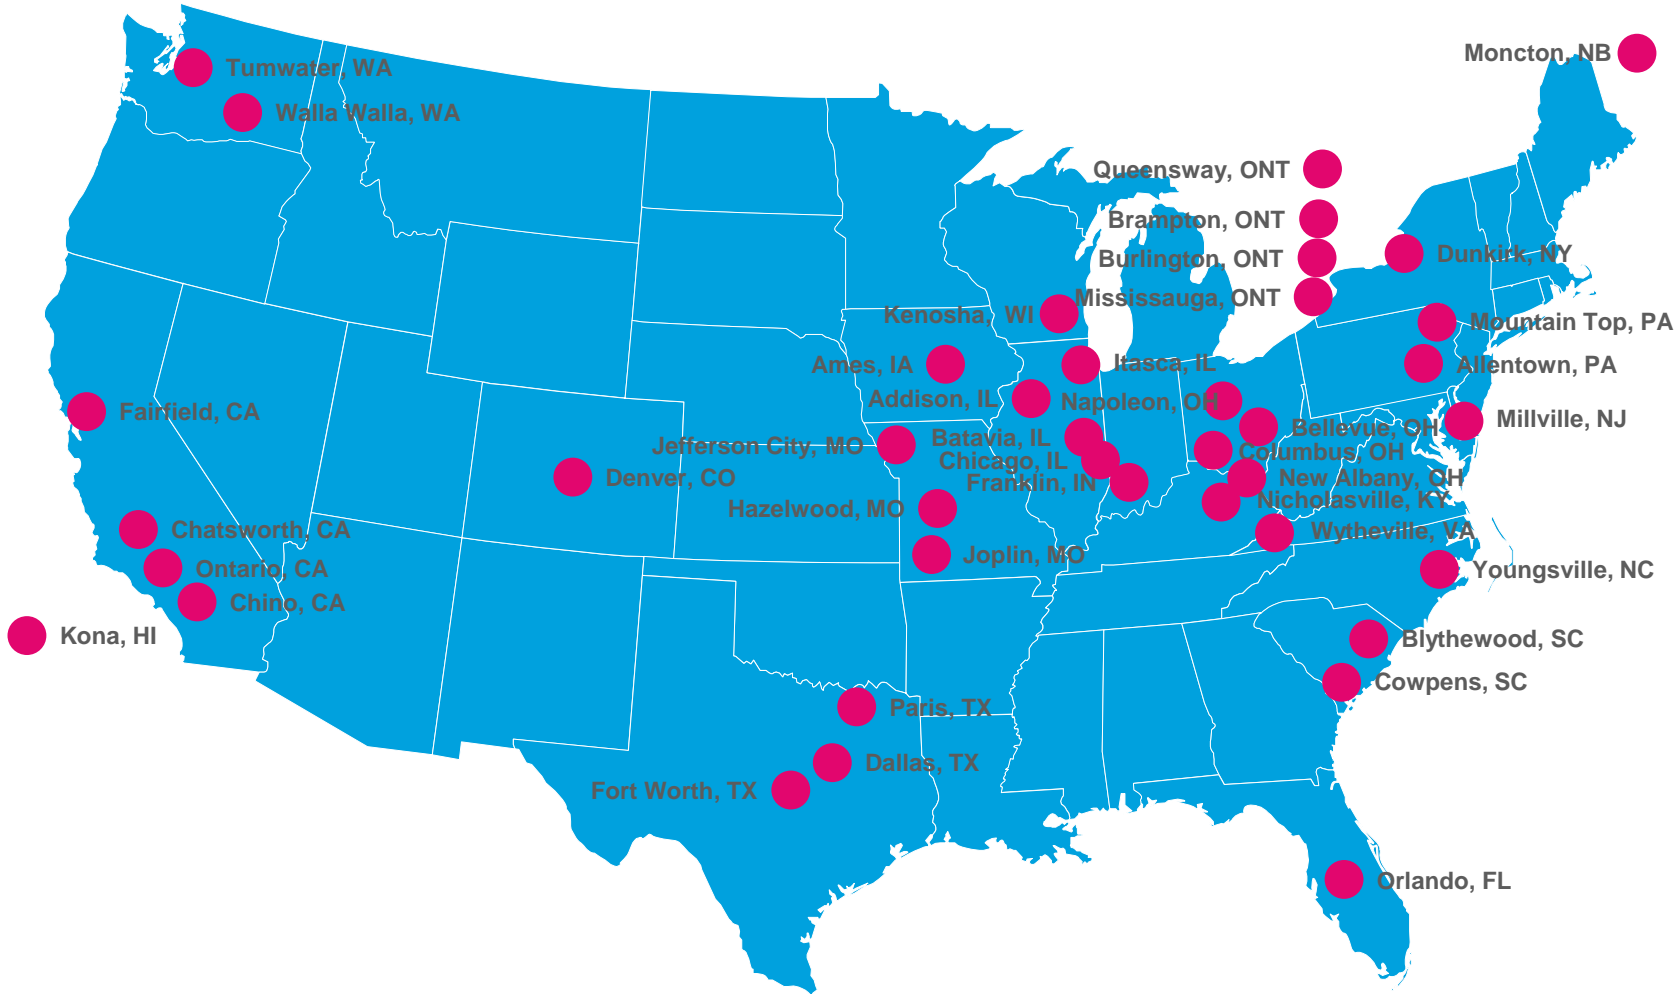 Moncton, NB
Tumwater, WA
Walla Walla, WA
Queensway, ONT
Brampton, ONT
Dunkirk, NY
Burlington, ONT
Mississauga, ONT
Kenosha, WI
Mountain Top, PA
Ames, IA
Itasca, IL
Allentown, PA
Addison, IL
Napoleon, OH
Fairfield, CA
Millville, NJ
Bellevue, OH
Jefferson City, MO
Batavia, IL
Columbus, OH
Chicago, IL
Denver, CO
Franklin, IN
New Albany, OH
Nicholasville, KY
Hazelwood, MO
Chatsworth, CA
Wytheville, VA
Joplin, MO
Ontario, CA
Youngsville, NC
Chino, CA
Kona, HI
Blythewood, SC
Cowpens, SC
Paris, TX
Dallas, TX
Fort Worth, TX
Orlando, FL